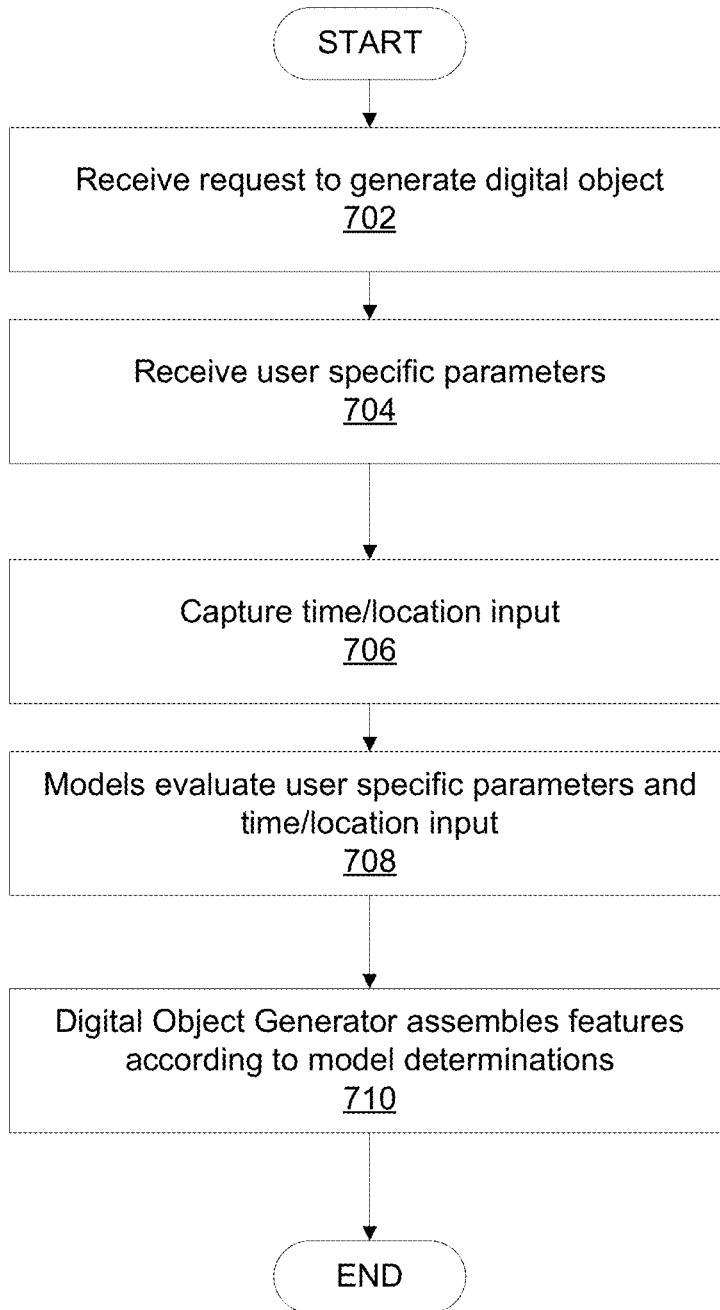 START
Receive request to generate digital object
702
Receive user specific parameters
704
Capture time/location input
706
Models evaluate user specific parameters and
time/location input
708
Digital Object Generator assembles features
according to model determinations
710
END